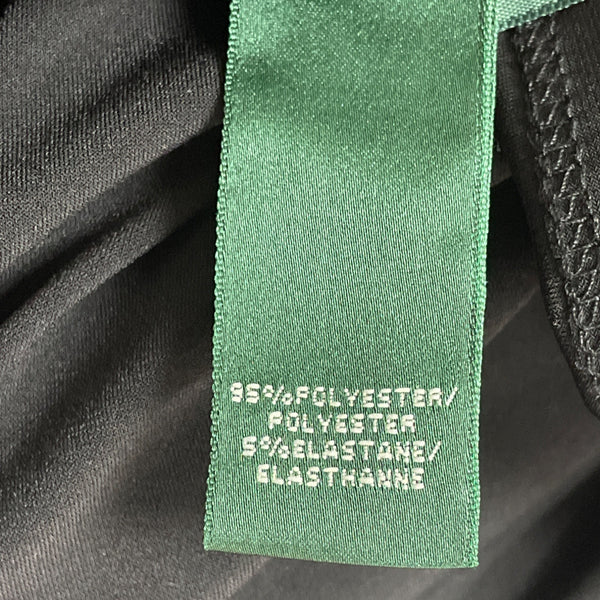 95%POLYESTER/
POLYESTER
5%ELASTANE/
ELASTHANNE